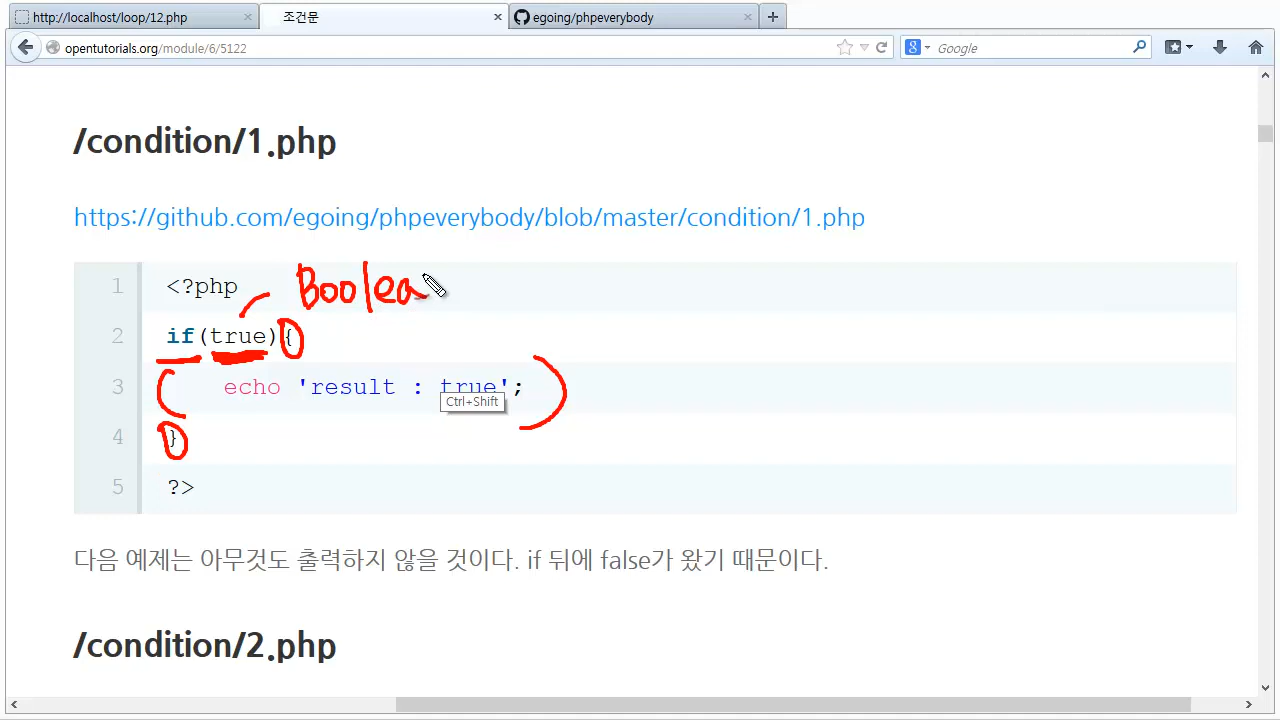 http://localhost/loop/12.php
조건문
egoing/phpeverybody
opentutorials.org/module/6/5122
Google
/condition/1.php
https://github.com/egoing/phpeverybody/blob/master/condition/1.php
Boolea
1 <?php
2 if(true){
3 echo 'result : true';
Ctrl+Shift
4 }
5 ?>
다음 예제는 아무것도 출력하지 않을 것이다. if 뒤에 false가 왔기 때문이다.
/condition/2.php